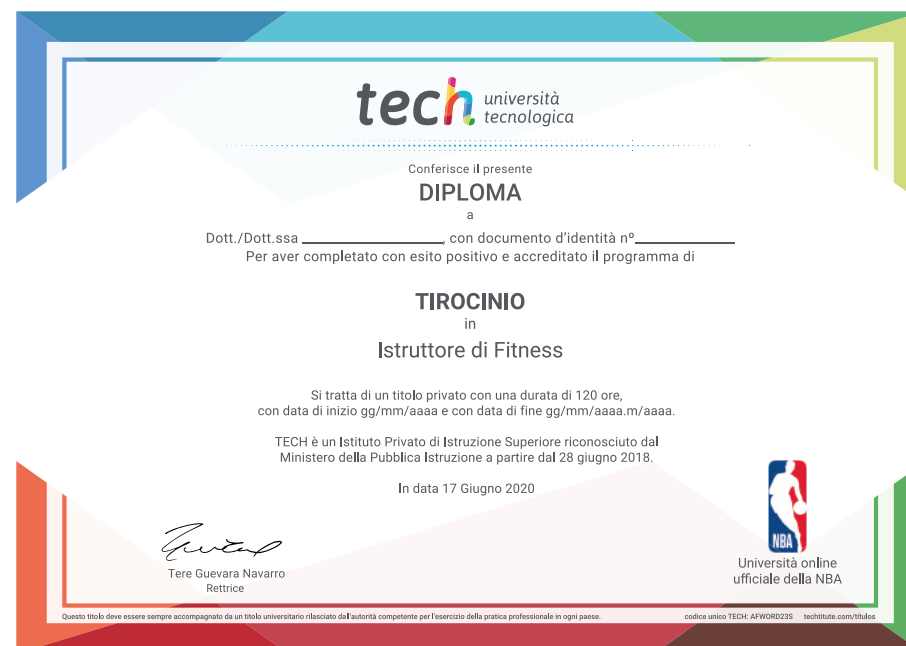 tech università
tecnologica
Conferisce il presente
DIPLOMA
a
Dott./Dott.ssa ____________________, con documento d'identità nº______________
Per aver completato con esito positivo e accreditato il programma di
TIROCINIO
in
Istruttore di Fitness
Si tratta di un titolo privato con una durata di 120 ore,
con data di inizio gg/mm/aaaa e con data di fine gg/mm/aaaa.m/aaaa.
TECH è un Istituto Privato di Istruzione Superiore riconosciuto dal
Ministero della Pubblica Istruzione a partire dal 28 giugno 2018.
In data 17 Giugno 2020
Tere Guevara Navarro
Rettrice
NBA
Università online
ufficiale della NBA
Questo titolo deve essere sempre accompagnato da un titolo universitario rilasciato dall'autorità competente per l'esercizio della pratica professionale in ogni paese.
codice unico TECH: AFWORD23S techtitute.com/titulos